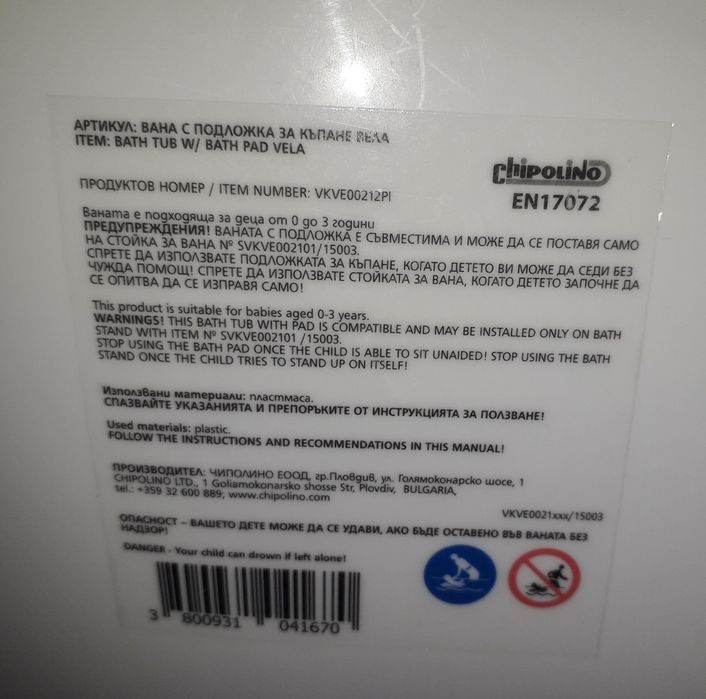 АРТИКУЛ: ВАНА С ПОДЛОЖКА ЗА КЪПАНЕ ВЕЛА
ITEM: BATH TUB W/ BATH PAD VELA
chipolino
EN17072
ПРОДУКТОВ НОМЕР / ITEM NUMBER: VKVE00212PI
Ваната е подходяща за деца от 0 до 3 години
ПРЕДУПРЕЖДЕНИЯ! ВАНАТА С ПОДЛОЖКА Е СЪВМЕСТИМА И МОЖЕ ДА СЕ ПОСТАВЯ САМО
НА СТОЙКА ЗА ВАНА № SVKVE002101/15003.
СПРЕТЕ ДА ИЗПОЛЗВАТЕ ПОДЛОЖКАТА ЗА КЪПАНЕ, КОГАТО ДЕТЕТО ВИ МОЖЕ ДА СЕДИ БЕЗ
ЧУЖДА ПОМОЩ! СПРЕТЕ ДА ИЗПОЛЗВАТЕ СТОЙКАТА ЗА ВАНА, КОГАТО ДЕТЕТО ЗАПОЧНЕ ДА
СЕ ОПИТВА ДА СЕ ИЗПРАВЯ САМО!
This product is suitable for babies aged 0-3 years.
WARNINGS! THIS BATH TUB WITH PAD IS COMPATIBLE AND MAY BE INSTALLED ONLY ON BATH
STAND WITH ITEM № SVKVE002101 /15003.
STOP USING THE BATH PAD ONCE THE CHILD IS ABLE TO SIT UNAIDED! STOP USING THE BATH
STAND ONCE THE CHILD TRIES TO STAND UP ON ITSELF!
Използвани материали: пластмаса.
СПАЗВАЙТЕ УКАЗАНИЯТА И ПРЕПОРЪКИТЕ ОТ ИНСТРУКЦИЯТА ЗА ПОЛЗВАНЕ!
Used materials: plastic.
FOLLOW THE INSTRUCTIONS AND RECOMMENDATIONS IN THIS MANUAL!
ПРОИЗВОДИТЕЛ: ЧИПОЛИНО ЕООД, гр.Пловдив, ул. Голямоконарско шосе, 1
CHIPOLINO LTD., 1 Goliamokonarsko shosse Str, Plovdiv, BULGARIA,
tel.: +359 32 600 889; www.chipolino.com
VKVE0021xxx/15003
ОПАСНОСТ – ВАШЕТО ДЕТЕ МОЖЕ ДА СЕ УДАВИ, АКО БЪДЕ ОСТАВЕНО ВЪВ ВАНАТА БЕЗ
НАДЗОР!
DANGER - Your child can drown if left alone!
3 800931 041670